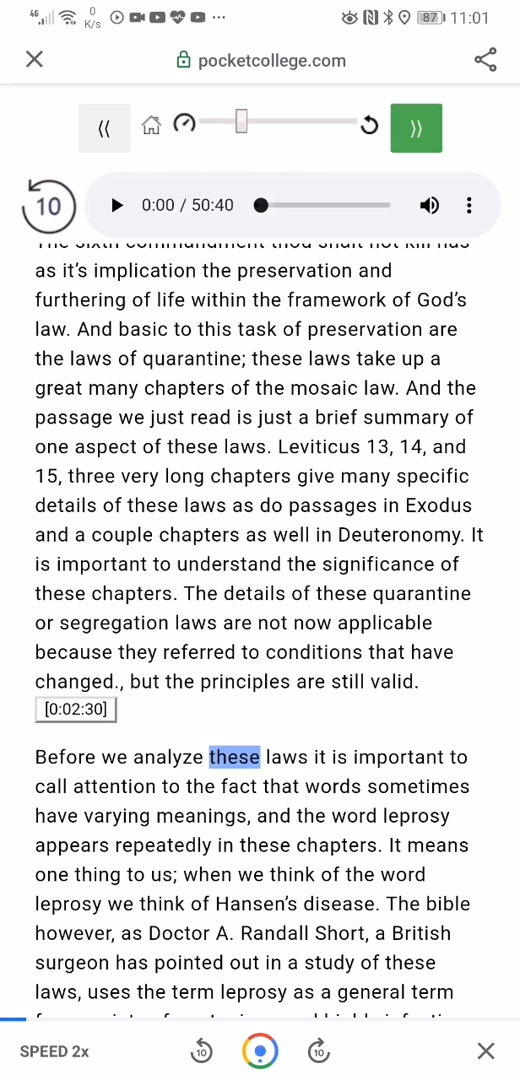 46 0 K/s ... 87 11:01
pocketcollege.com
10 0:00 / 50:40
The sixth commandment thou shalt not kill has
as it’s implication the preservation and
furthering of life within the framework of God’s
law. And basic to this task of preservation are
the laws of quarantine; these laws take up a
great many chapters of the mosaic law. And the
passage we just read is just a brief summary of
one aspect of these laws. Leviticus 13, 14, and
15, three very long chapters give many specific
details of these laws as do passages in Exodus
and a couple chapters as well in Deuteronomy. It
is important to understand the significance of
these chapters. The details of these quarantine
or segregation laws are not now applicable
because they referred to conditions that have
changed., but the principles are still valid.
[0:02:30]
Before we analyze these laws it is important to
call attention to the fact that words sometimes
have varying meanings, and the word leprosy
appears repeatedly in these chapters. It means
one thing to us; when we think of the word
leprosy we think of Hansen’s disease. The bible
however, as Doctor A. Randall Short, a British
surgeon has pointed out in a study of these
laws, uses the term leprosy as a general term
SPEED 2x 10 10